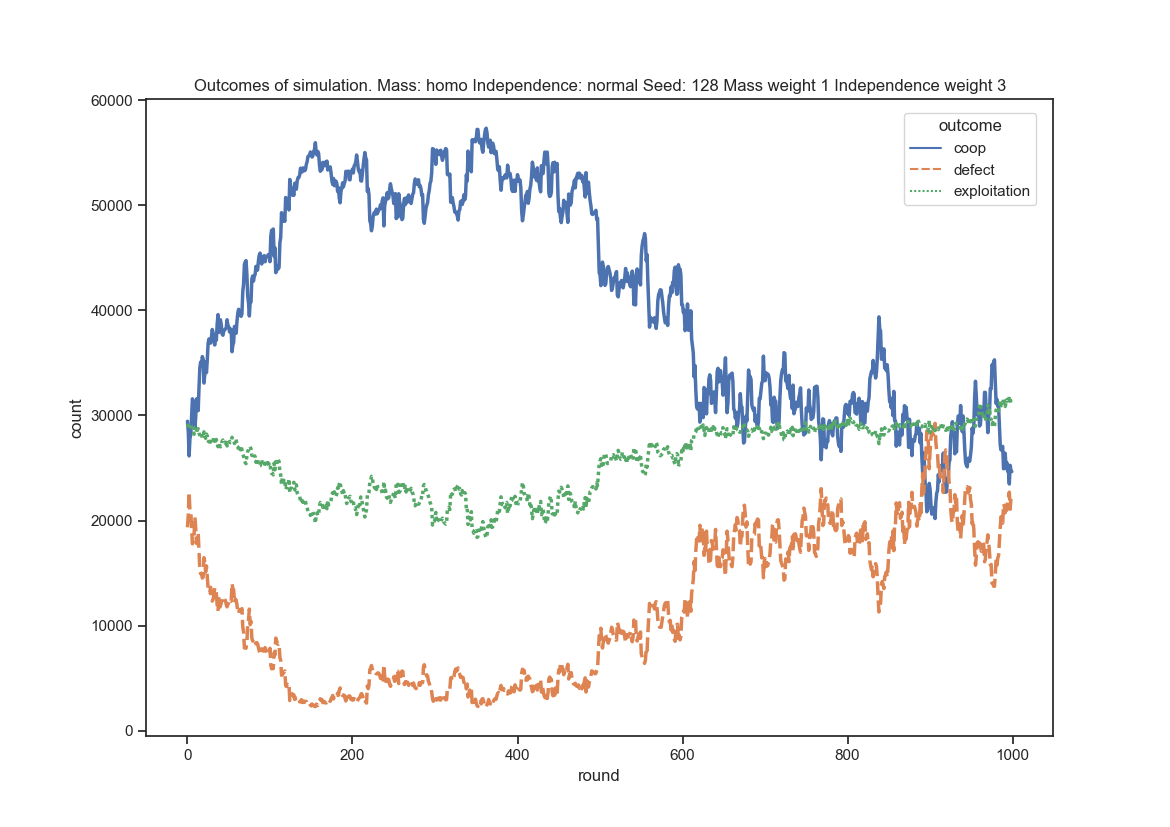 Outcomes of simulation. Mass: homo Independence: normal Seed: 128 Mass weight 1 Independence weight 3
60000
50000
40000
30000
20000
10000
0
count
outcome
coop
defect
exploitation
0
200
400
600
800
1000
round